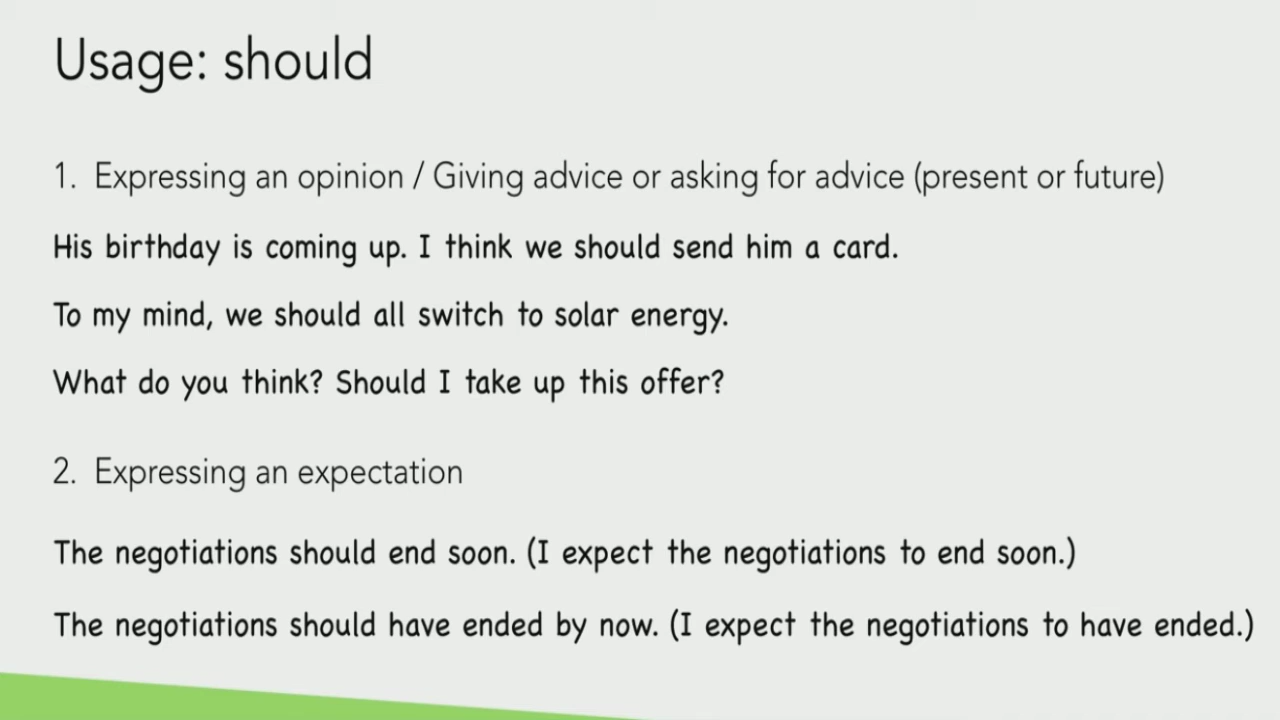 Usage: should
1. Expressing an opinion / Giving advice or asking for advice (present or future)
His birthday is coming up. I think we should send him a card.
To my mind, we should all switch to solar energy.
What do you think? Should I take up this offer?
2. Expressing an expectation
The negotiations should end soon. (I expect the negotiations to end soon.)
The negotiations should have ended by now. (I expect the negotiations to have ended.)